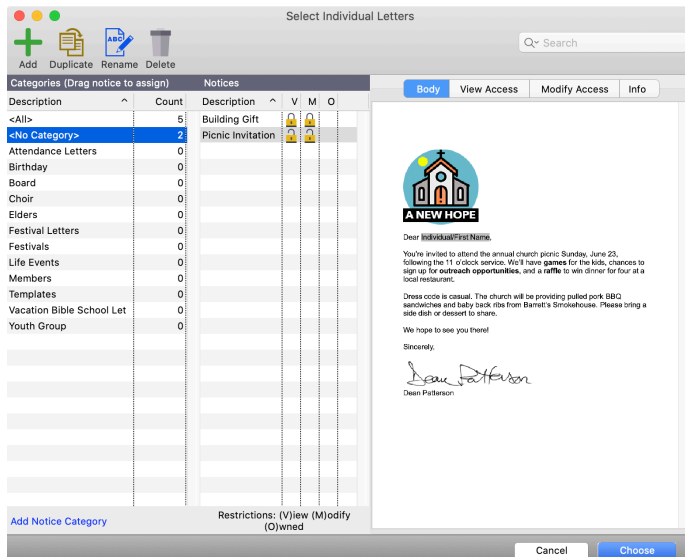 Select Individual Letters
Add Duplicate Rename Delete
ABC
Search
Categories (Drag notice to assign) Notices
Description Count Description V M O
<All> 5 Building Gift
<No Category> 2 Picnic Invitation
Attendance Letters 0
Birthday 0
Board 0
Choir 0
Elders 0
Festival Letters 0
Festivals 0
Life Events 0
Members 0
Templates 0
Vacation Bible School Let 0
Youth Group 0
Add Notice Category
Restrictions: (V)iew (M)odify
(O)wned
Body View Access Modify Access Info
A NEW HOPE
Dear Individual/First Name,
You're invited to attend the annual church picnic Sunday, June 23,
following the 11 o'clock service. We'll have games for the kids, chances to
sign up for outreach opportunities, and a raffle to win dinner for four at a
local restaurant.
Dress code is casual. The church will be providing pulled pork BBQ
sandwiches and baby back ribs from Barrett's Smokehouse. Please bring a
side dish or dessert to share.
We hope to see you there!
Sincerely,
Dean Patterson
Dean Patterson
Cancel Choose